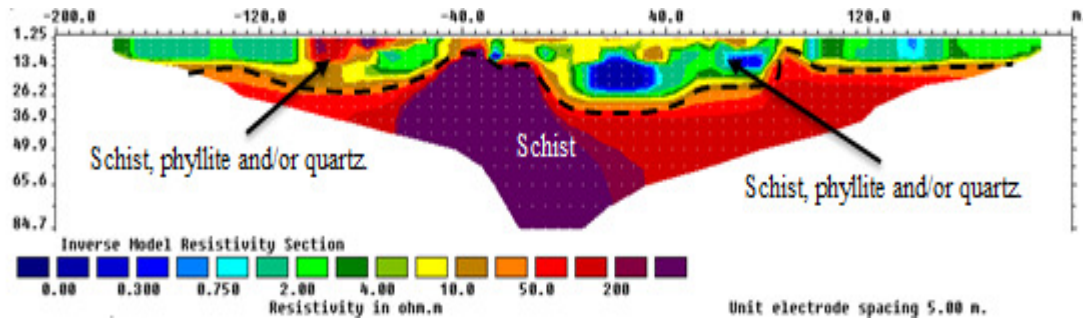 -200.0 -120.0 -40.0 40.0 120.0 m.
1.25
13.4
26.2
36.9
49.9
65.6
84.7
Schist, phyllite and/or quartz.
Schist
Schist, phyllite and/or quartz.
Inverse Model Resistivity Section
0.00 0.300 0.750 2.00 4.00 10.0 50.0 200
Resistivity in ohm.m
Unit electrode spacing 5.00 m.